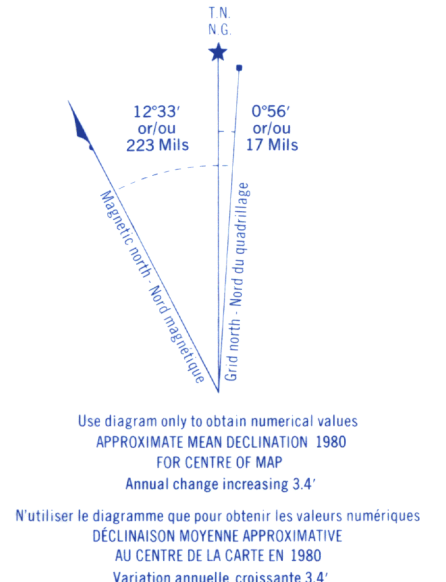 T.N.
N.G.
12°33′
or/ou
223 Mils
0°56′
or/ou
17 Mils
Magnetic north - Nord magnétique
Grid north - Nord du quadrillage
Use diagram only to obtain numerical values
APPROXIMATE MEAN DECLINATION 1980
FOR CENTRE OF MAP
Annual change increasing 3.4′
N'utiliser le diagramme que pour obtenir les valeurs numériques
DÉCLINAISON MOYENNE APPROXIMATIVE
AU CENTRE DE LA CARTE EN 1980
Variation annuelle croissante 3.4′